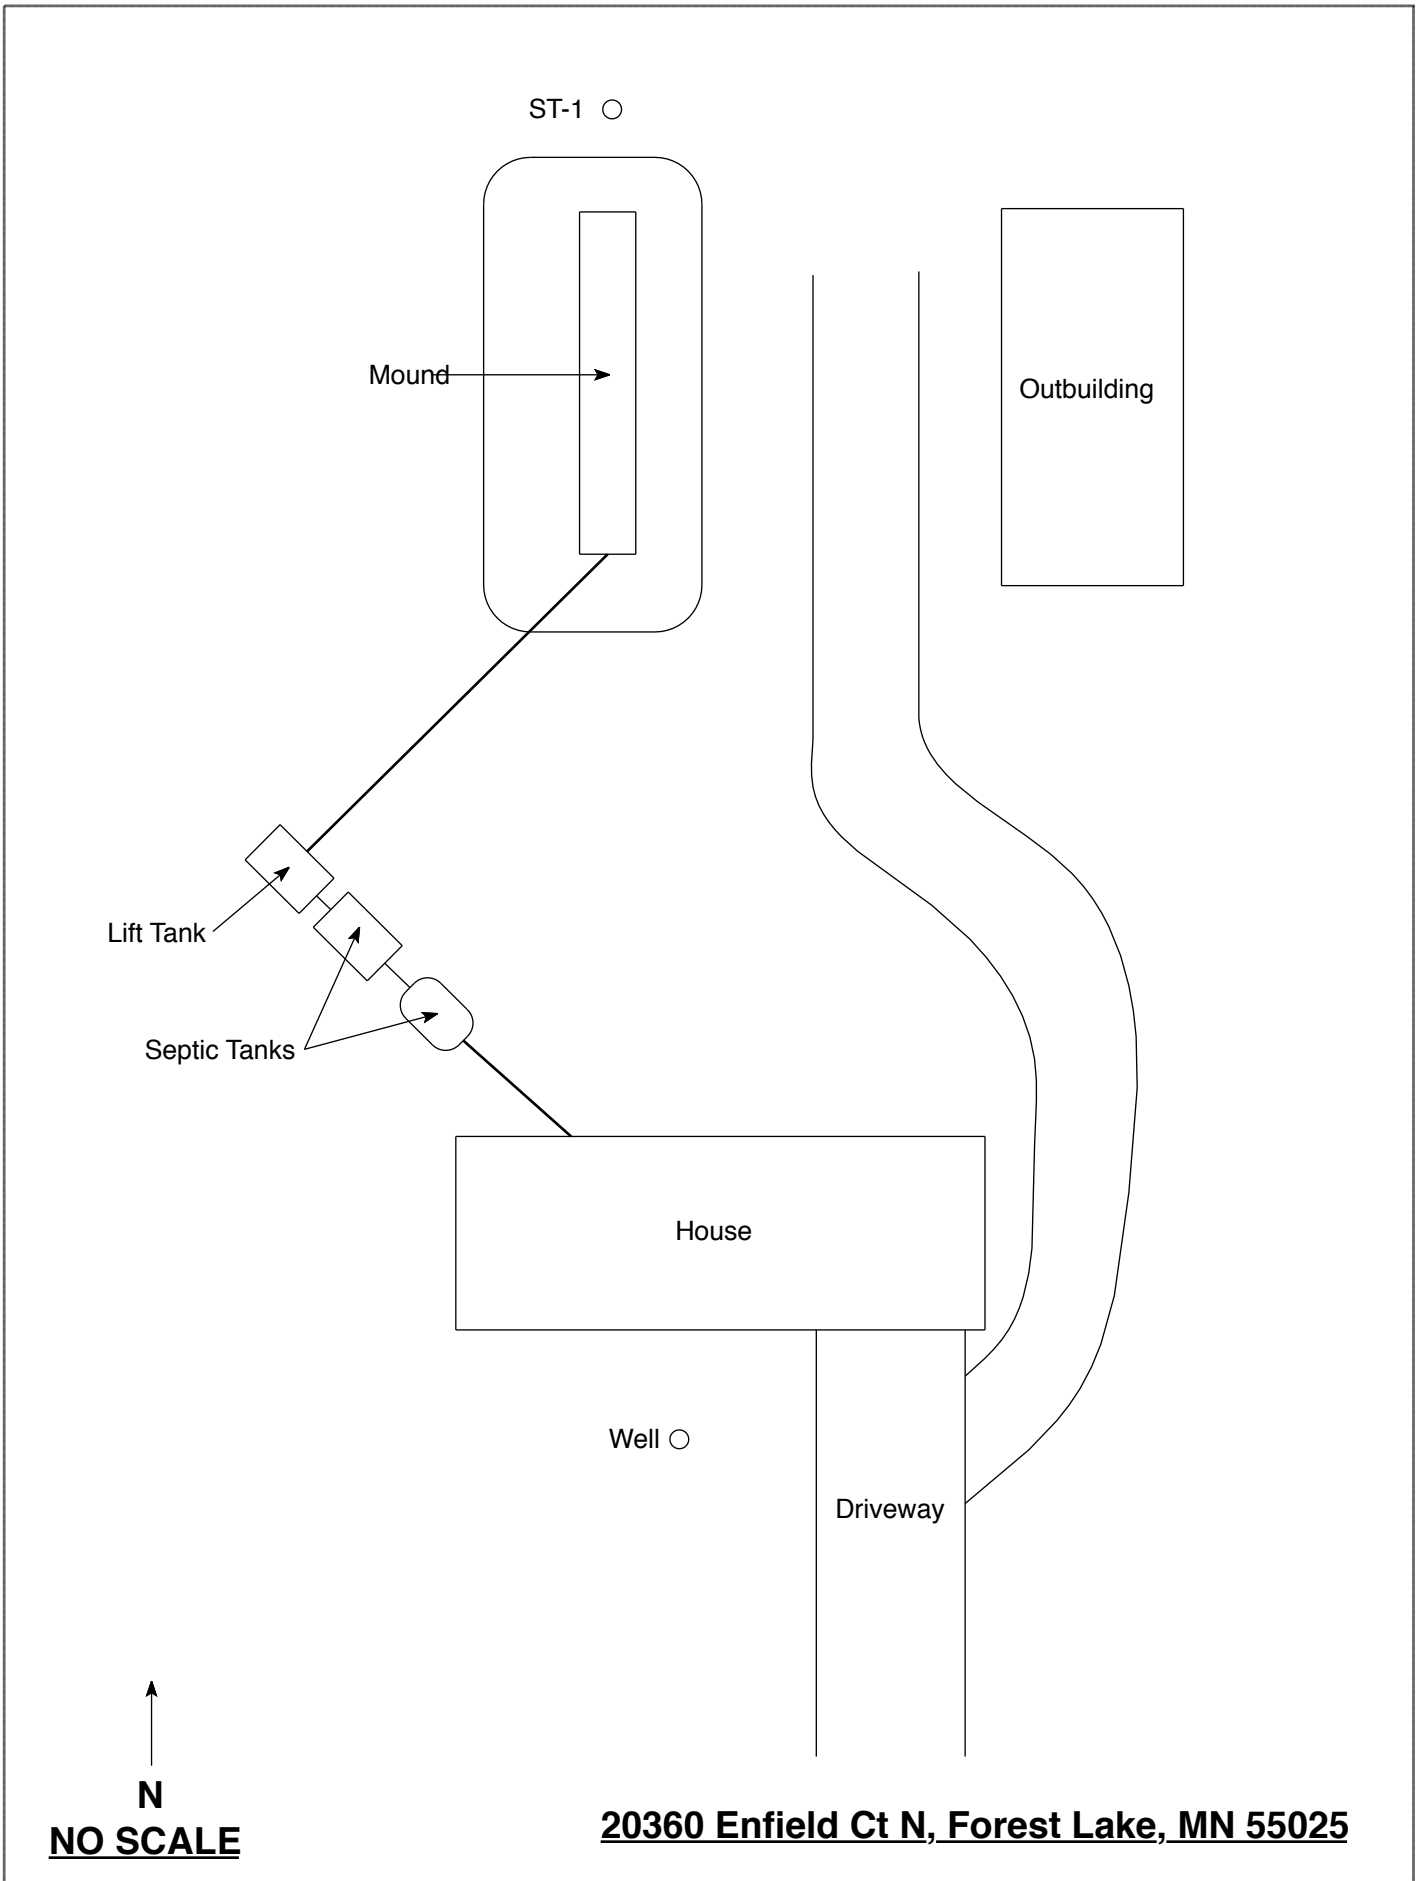 ST-1
Mound
Outbuilding
Lift Tank
Septic Tanks
House
Well
Driveway
N
NO SCALE
20360 Enfield Ct N, Forest Lake, MN 55025